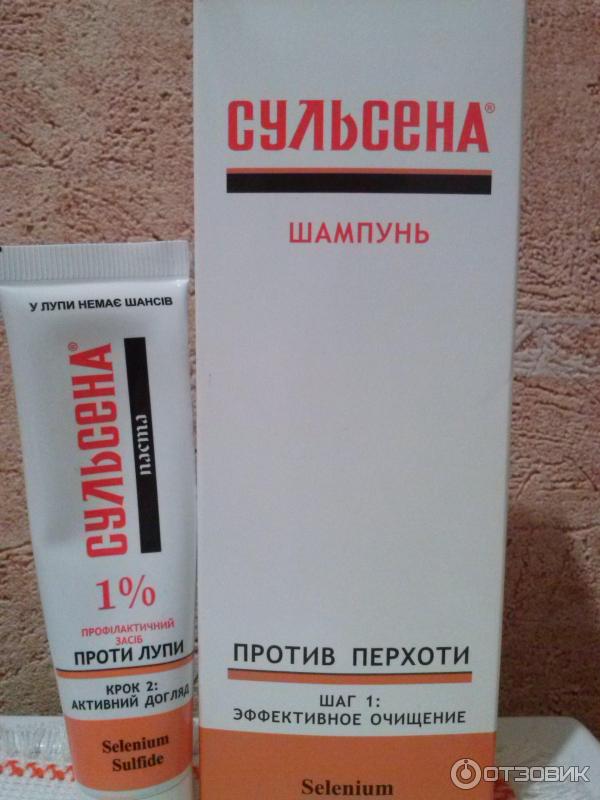 У ЛУПИ НЕМАЄ ШАНСІВ
СУЛЬСЕНА®
паста
1%
ПРОФІЛАКТИЧНИЙ
ЗАСІБ
ПРОТИ ЛУПИ
КРОК 2:
АКТИВНИЙ ДОГЛЯД
Selenium
Sulfide
СУЛЬСЕНА®
ШАМПУНЬ
ПРОТИВ ПЕРХОТИ
ШАГ 1:
ЭФФЕКТИВНОЕ ОЧИЩЕНИЕ
Selenium
ОТЗОВИК